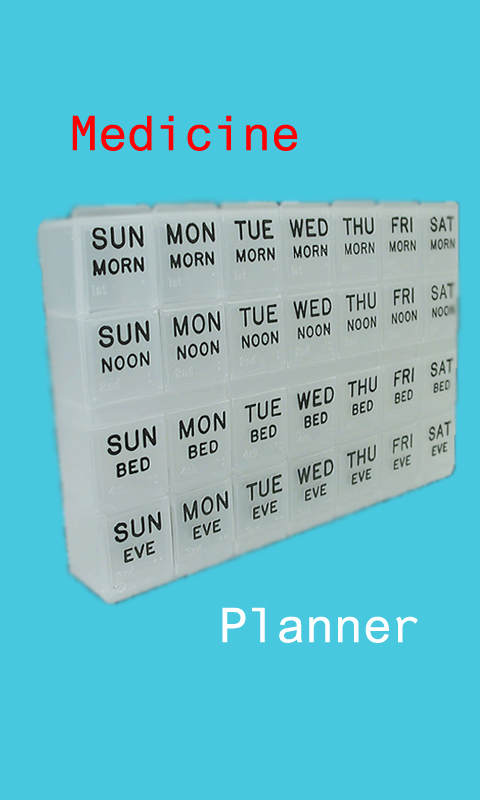 Medicine
SUN MON TUE WED THU FRI SAT
MORN MORN MORN MORN MORN MORN MORN
SUN MON TUE WED THU FRI SAT
NOON NOON NOON NOON NOON NOON NOON
SUN MON TUE WED THU FRI SAT
BED BED BED BED BED BED BED
SUN MON TUE WED THU FRI SAT
EVE EVE EVE EVE EVE EVE EVE
Planner